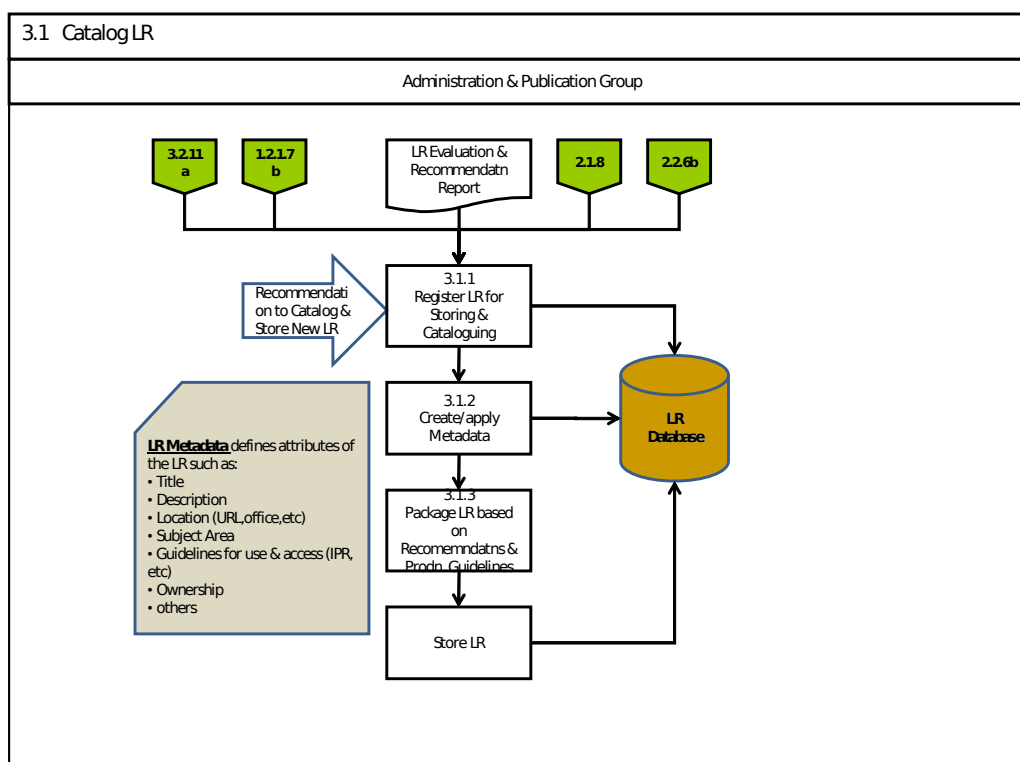 3.1 Catalog LR
Administration & Publication Group
3.2.11
a
1.2.1.7
b
LR Evaluation &
Recommendatn
Report
2.1.8
2.2.6b
3.1.1
Register LR for
Storing &
Cataloguing
Recommendati
on to Catalog &
Store New LR
3.1.2
Create/apply
Metadata
LR
Database
LR Metadata defines attributes of
the LR such as:
• Title
• Description
• Location (URL,office,etc)
• Subject Area
• Guidelines for use & access (IPR,
etc)
• Ownership
• others
3.1.3
Package LR based
on
Recomemndatns &
Prodn. Guidelines
Store LR